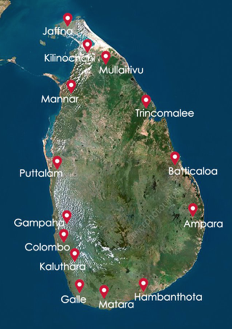 Jaffna
Kilinochchi
Mullaitivu
Mannar
Trincomalee
Batticaloa
Puttalam
Ampara
Gampaha
Colombo
Kaluthara
Hambanthota
Galle
Matara